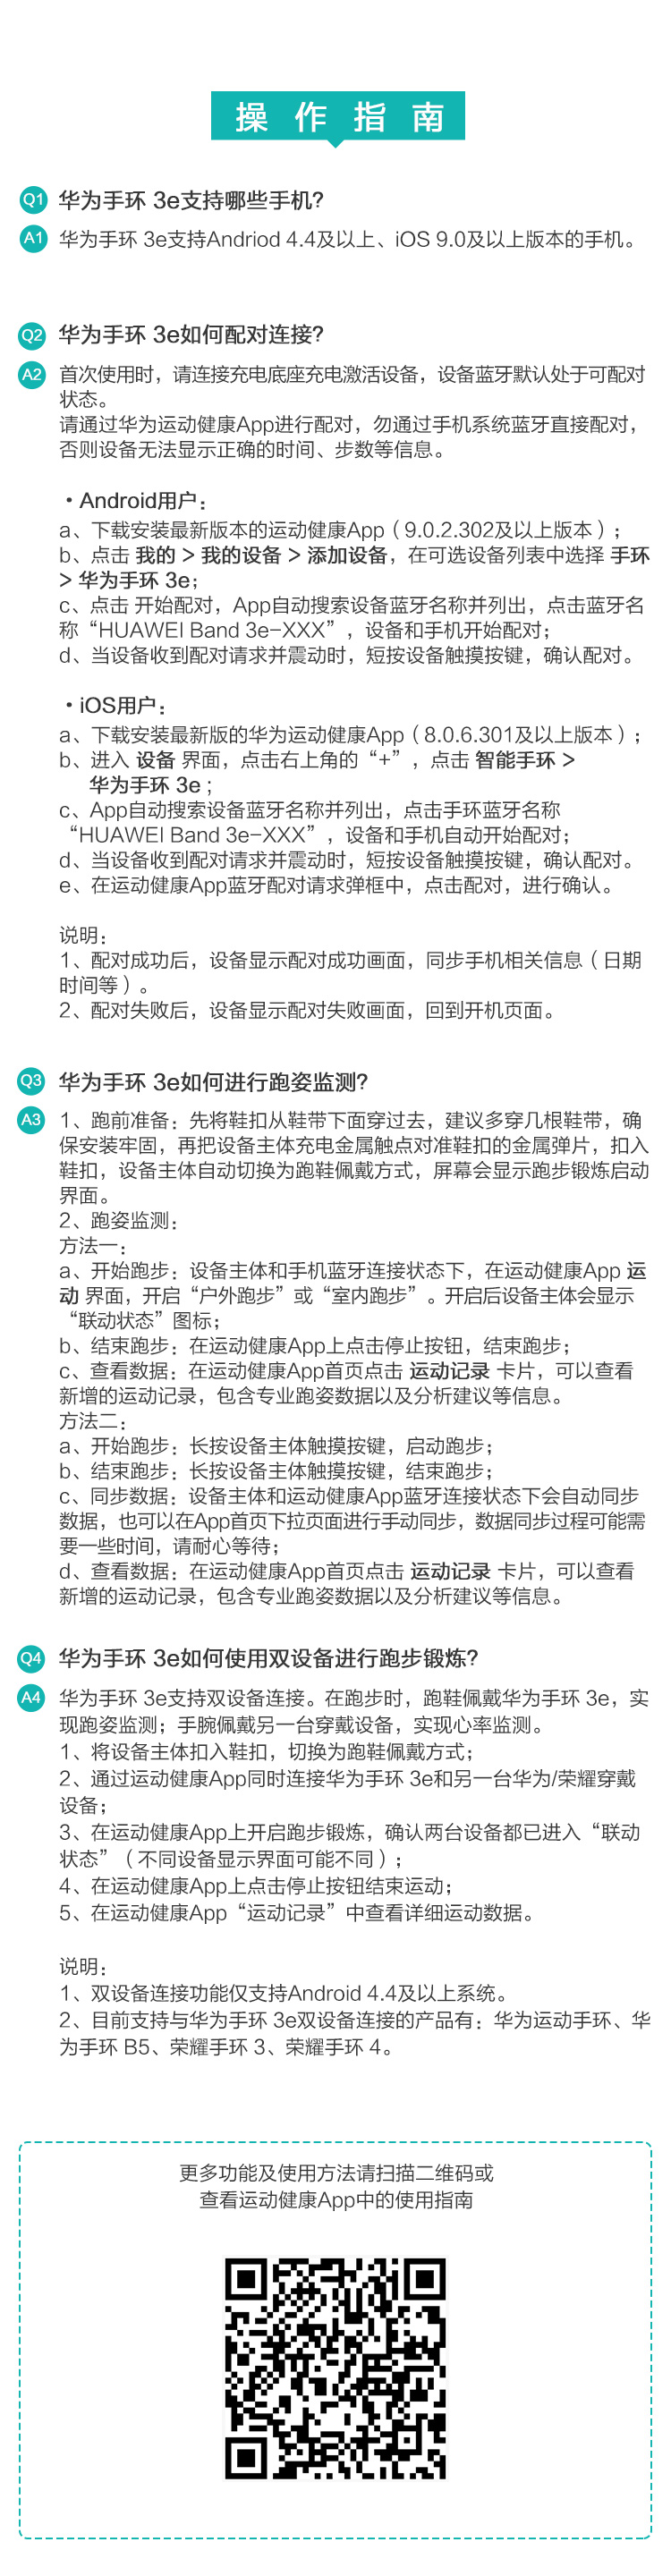 操作指南
Q1 华为手环 3e支持哪些手机?
A1 华为手环 3e支持Andriod 4.4及以上、iOS 9.0及以上版本的手机。
Q2 华为手环 3e如何配对连接?
A2 首次使用时，请连接充电底座充电激活设备，设备蓝牙默认处于可配对
状态。
请通过华为运动健康App进行配对，勿通过手机系统蓝牙直接配对，
否则设备无法显示正确的时间、步数等信息。
·Android用户：
a、下载安装最新版本的运动健康App（9.0.2.302及以上版本）；
b、点击 我的 > 我的设备 > 添加设备，在可选设备列表中选择 手环
> 华为手环 3e；
c、点击 开始配对，App自动搜索设备蓝牙名称并列出，点击蓝牙名
称“HUAWEI Band 3e-XXX”，设备和手机开始配对；
d、当设备收到配对请求并震动时，短按设备触摸按键，确认配对。
·iOS用户：
a、下载安装最新版的华为运动健康App（8.0.6.301及以上版本）；
b、进入 设备 界面，点击右上角的“+”，点击 智能手环 >
华为手环 3e；
c、App自动搜索设备蓝牙名称并列出，点击手环蓝牙名称
“HUAWEI Band 3e-XXX”，设备和手机自动开始配对；
d、当设备收到配对请求并震动时，短按设备触摸按键，确认配对。
e、在运动健康App蓝牙配对请求弹框中，点击配对，进行确认。
说明：
1、配对成功后，设备显示配对成功画面，同步手机相关信息（日期
时间等）。
2、配对失败后，设备显示配对失败画面，回到开机页面。
Q3 华为手环 3e如何进行跑姿监测?
A3 1、跑前准备：先将鞋扣从鞋带下面穿过去，建议多穿几根鞋带，确
保安装牢固，再把设备主体充电金属触点对准鞋扣的金属弹片，扣入
鞋扣，设备主体自动切换为跑鞋佩戴方式，屏幕会显示跑步锻炼启动
界面。
2、跑姿监测：
方法一：
a、开始跑步：设备主体和手机蓝牙连接状态下，在运动健康App 运
动 界面，开启“户外跑步”或“室内跑步”。开启后设备主体会显示
“联动状态”图标；
b、结束跑步：在运动健康App上点击停止按钮，结束跑步；
c、查看数据：在运动健康App首页点击 运动记录 卡片，可以查看
新增的运动记录，包含专业跑姿数据以及分析建议等信息。
方法二：
a、开始跑步：长按设备主体触摸按键，启动跑步；
b、结束跑步：长按设备主体触摸按键，结束跑步；
c、同步数据：设备主体和运动健康App蓝牙连接状态下会自动同步
数据，也可以在App首页下拉页面进行手动同步，数据同步过程可能需
要一些时间，请耐心等待；
d、查看数据：在运动健康App首页点击 运动记录 卡片，可以查看
新增的运动记录，包含专业跑姿数据以及分析建议等信息。
Q4 华为手环 3e如何使用双设备进行跑步锻炼?
A4 华为手环 3e支持双设备连接。在跑步时，跑鞋佩戴华为手环 3e，实
现跑姿监测；手腕佩戴另一台穿戴设备，实现心率监测。
1、将设备主体扣入鞋扣，切换为跑鞋佩戴方式；
2、通过运动健康App同时连接华为手环 3e和另一台华为/荣耀穿戴
设备；
3、在运动健康App上开启跑步锻炼，确认两台设备都已进入“联动
状态”（不同设备显示界面可能不同）；
4、在运动健康App上点击停止按钮结束运动；
5、在运动健康App“运动记录”中查看详细运动数据。
说明：
1、双设备连接功能仅支持Android 4.4及以上系统。
2、目前支持与华为手环 3e双设备连接的产品有：华为运动手环、华
为手环 B5、荣耀手环 3、荣耀手环 4。
更多功能及使用方法请扫描二维码或
查看运动健康App中的使用指南